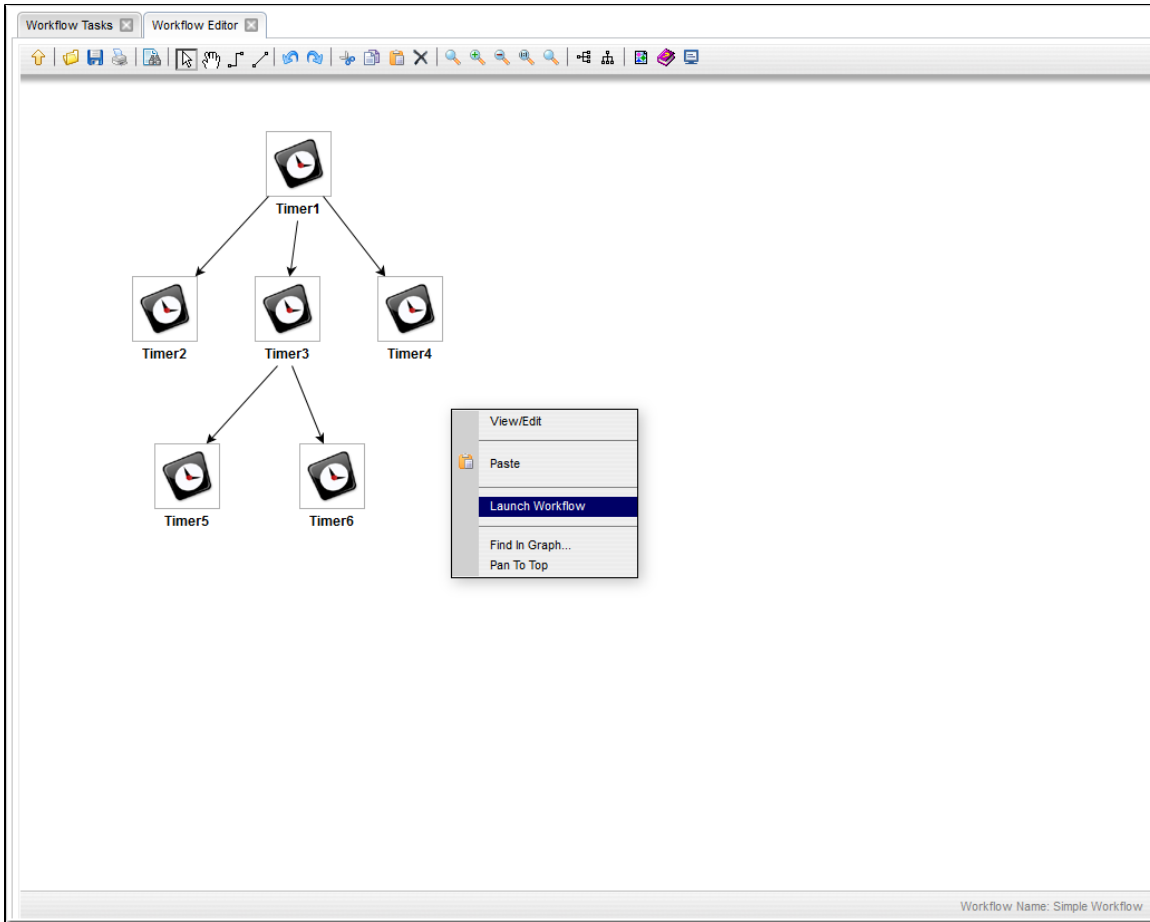 Workflow Tasks Workflow Editor
Timer1
Timer2 Timer3 Timer4
View/Edit
Paste
Launch Workflow
Timer5 Timer6
Find In Graph...
Pan To Top
Workflow Name: Simple Workflow